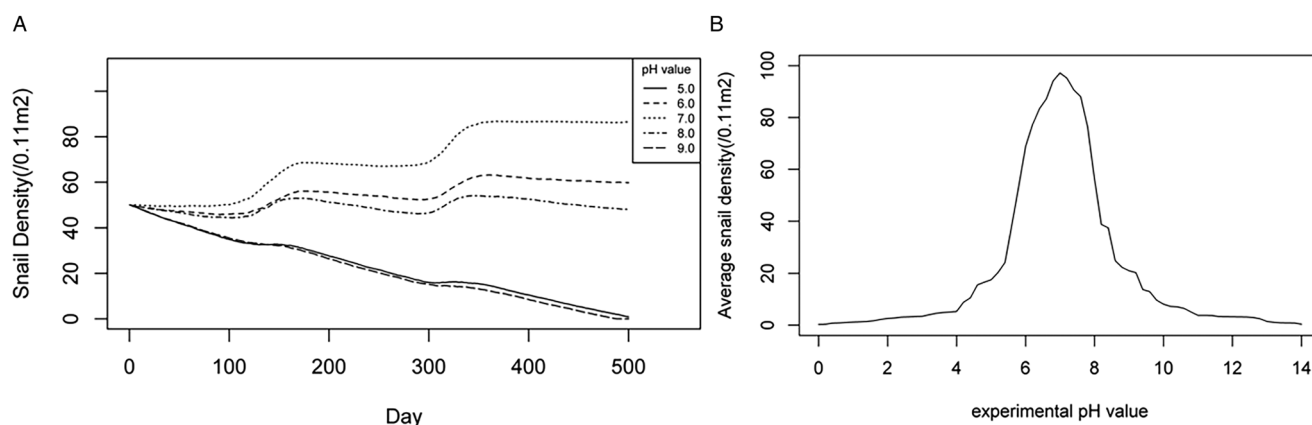 A
Snail Density(/0.11m2)
0 20 40 60 80
0 100 200 300 400 500
Day
pH value
5.0
6.0
7.0
8.0
9.0
B
Average snail density(/0.11m2)
0 20 40 60 80 100
0 2 4 6 8 10 12 14
experimental pH value